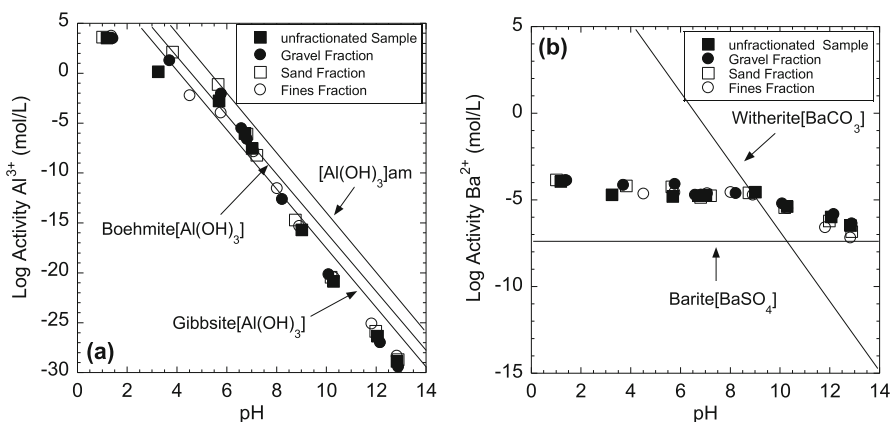 (a)
Log Activity Al³⁺ (mol/L)
5
0
-5
-10
-15
-20
-25
-30
unfractionated Sample
Gravel Fraction
Sand Fraction
Fines Fraction
[Al(OH)₃]am
Boehmite[Al(OH)₃]
Gibbsite[Al(OH)₃]
0 2 4 6 8 10 12 14
pH
(b)
Log Activity Ba²⁺ (mol/L)
5
0
-5
-10
-15
unfractionated Sample
Gravel Fraction
Sand Fraction
Fines Fraction
Witherite[BaCO₃]
Barite[BaSO₄]
0 2 4 6 8 10 12 14
pH